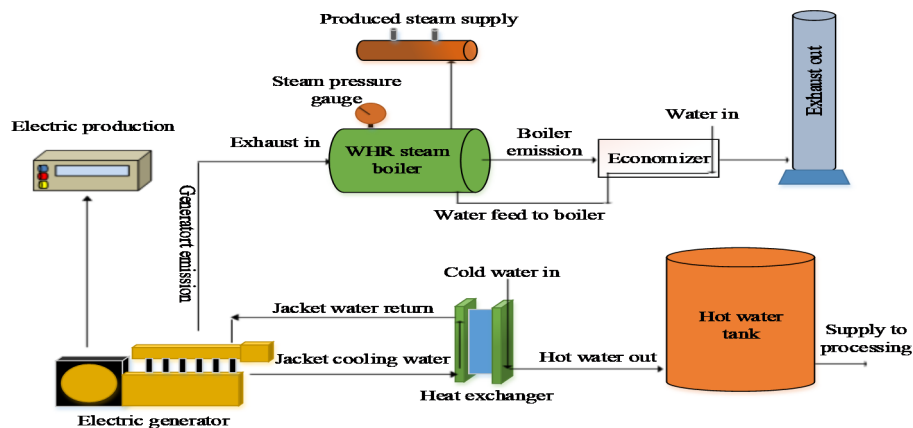 Produced steam supply
Steam pressure
gauge
Electric production
Exhaust in
WHR steam
boiler
Boiler
emission
Water in
Economizer
Exhaust out
Generatort emission
Water feed to boiler
Cold water in
Jacket water return
Hot water
tank
Supply to
processing
Jacket cooling water
Hot water out
Heat exchanger
Electric generator